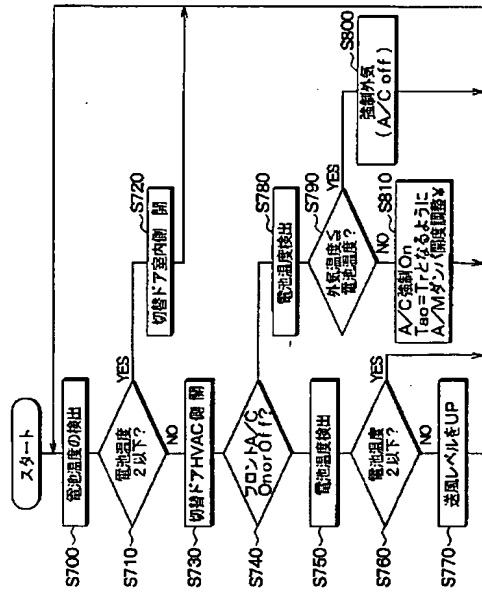 スタート
S700
電池温度の検出
S710
電池温度
2以下?
YES
NO
S720
切替ドア室内側 開
S730
切替ドアHVAC側 開
S740
フロントA/C
OnorOff?
S750
電池温度検出
S760
電池温度
2以下?
YES
NO
S770
送風レベルをUP
S780
電池温度検出
S790
外気温度≦
電池温度?
YES
NO
S800
強制外気
(A/C off)
S810
A/C強制On
Tao=Trとなるように
A/Mダンパ開度調整